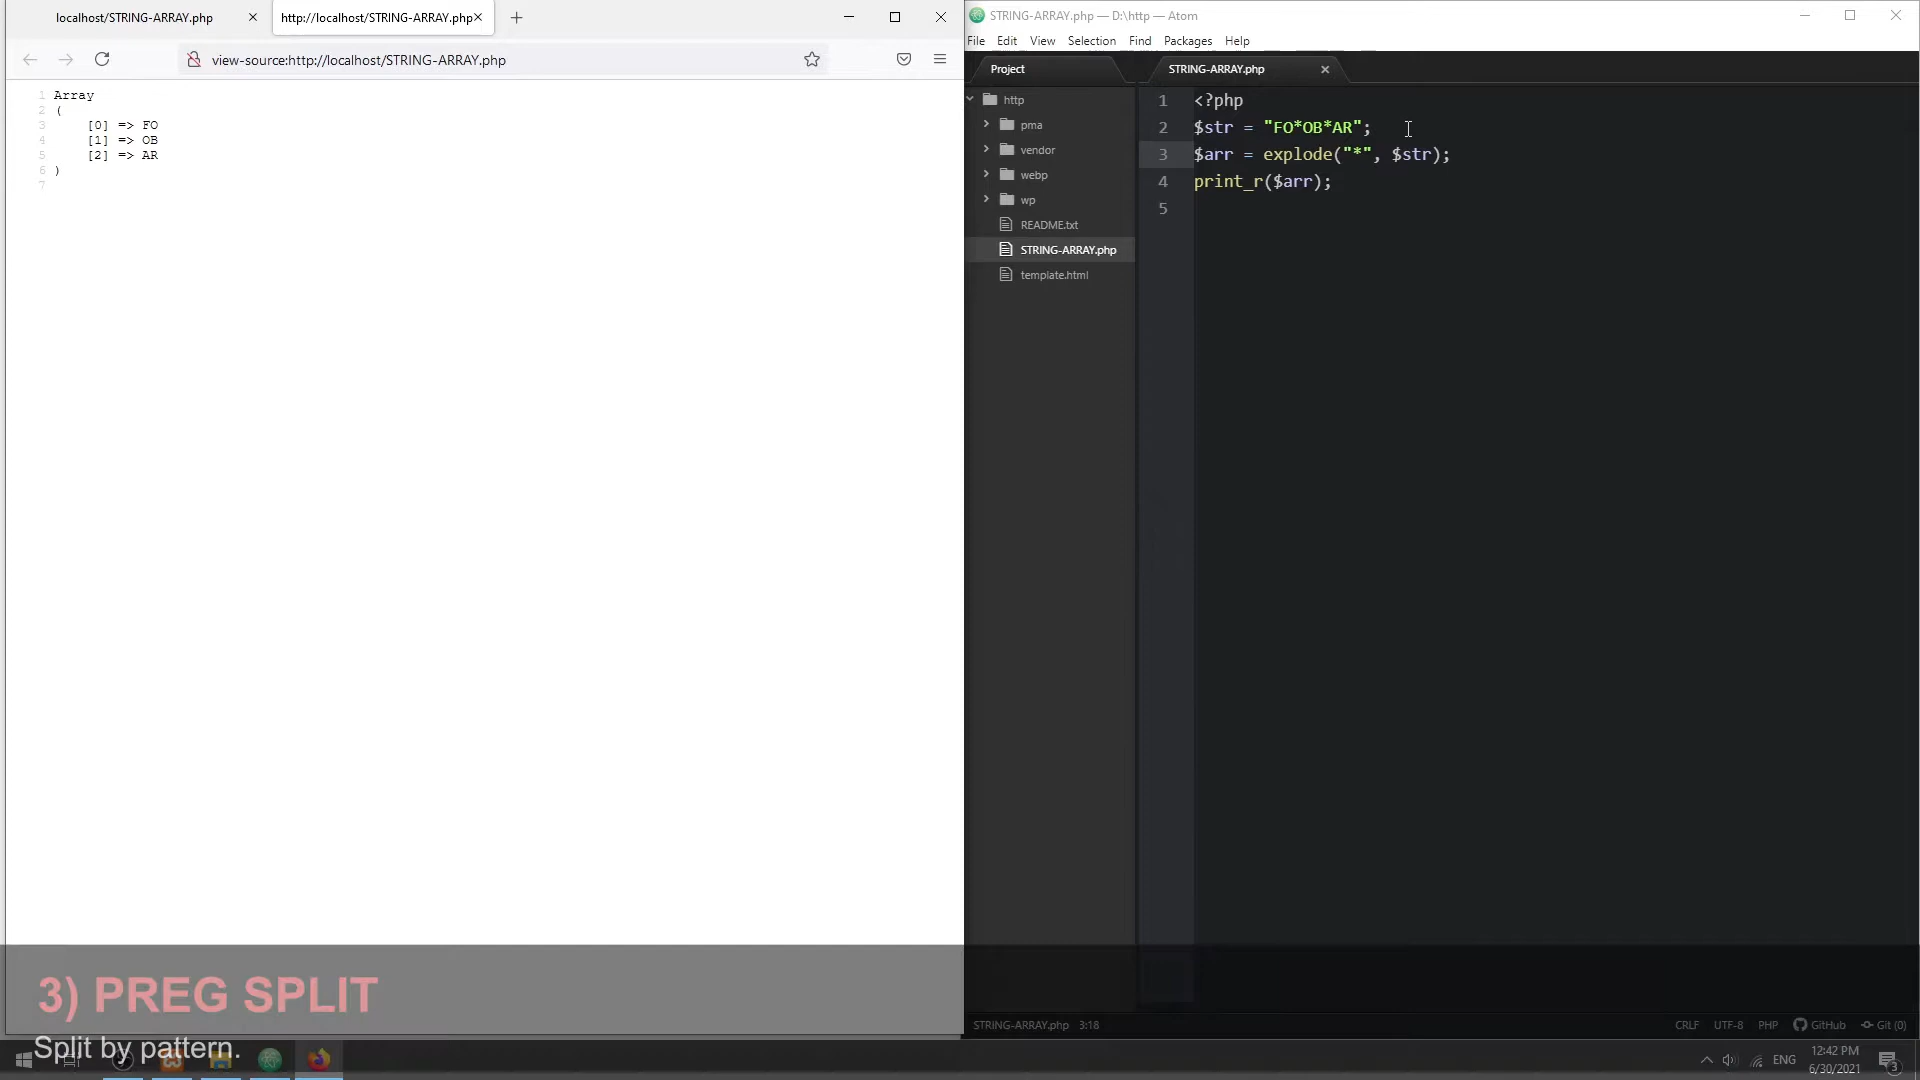 localhost/STRING-ARRAY.php
http://localhost/STRING-ARRAY.php
view-source:http://localhost/STRING-ARRAY.php
1 Array
2 (
3 [0] => FO
4 [1] => OB
5 [2] => AR
6 )
7
STRING-ARRAY.php — D:\http — Atom
File Edit View Selection Find Packages Help
Project
http
pma
vendor
webp
wp
README.txt
STRING-ARRAY.php
template.html
STRING-ARRAY.php
1 <?php
2 $str = "FO*OB*AR";
3 $arr = explode("*", $str);
4 print_r($arr);
5
STRING-ARRAY.php 3:18
CRLF UTF-8 PHP GitHub Git (0)
3) PREG SPLIT
Split by pattern.
ENG
12:42 PM
6/30/2021
3